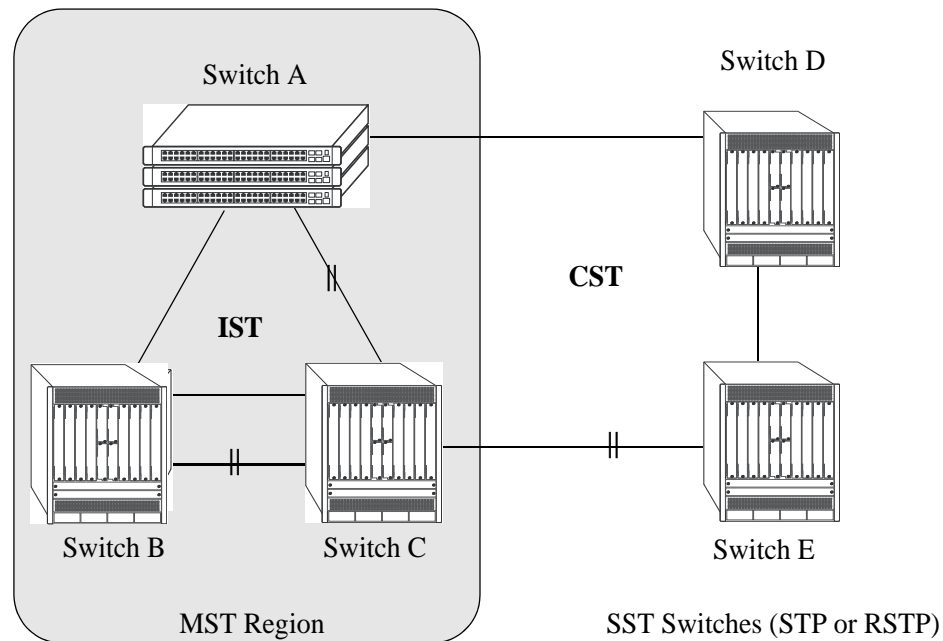 Switch A
Switch D
CST
IST
Switch B
Switch C
Switch E
MST Region
SST Switches (STP or RSTP)